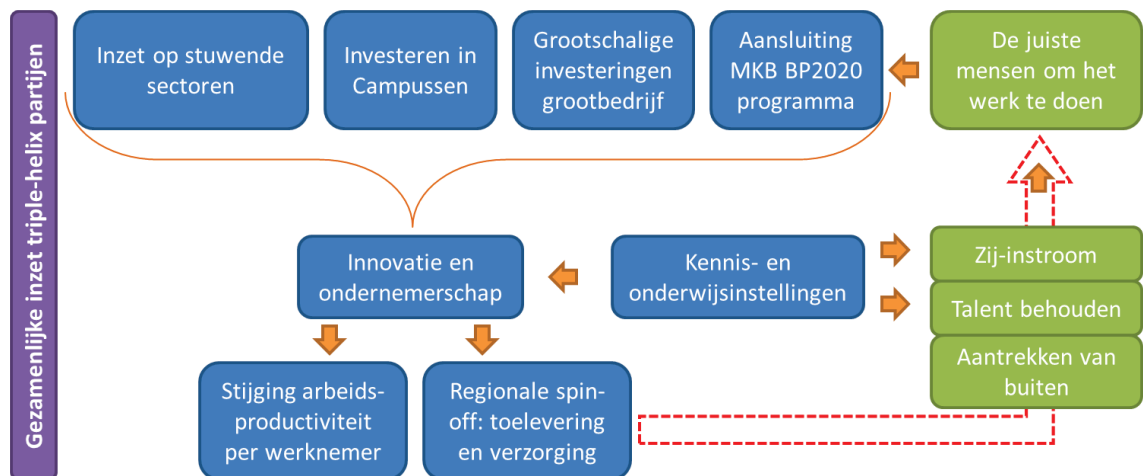 Gezamenlijke inzet triple-helix partijen
Inzet op stuwende
sectoren
Investeren in
Campussen
Grootschalige
investeringen
grootbedrijf
Aansluiting
MKB BP2020
programma
De juiste
mensen om het
werk te doen
Innovatie en
ondernemerschap
Kennis- en
onderwijsinstellingen
Zij-instroom
Talent behouden
Aantrekken van
buiten
Stijging arbeids-
productiviteit
per werknemer
Regionale spin-
off: toelevering
en verzorging